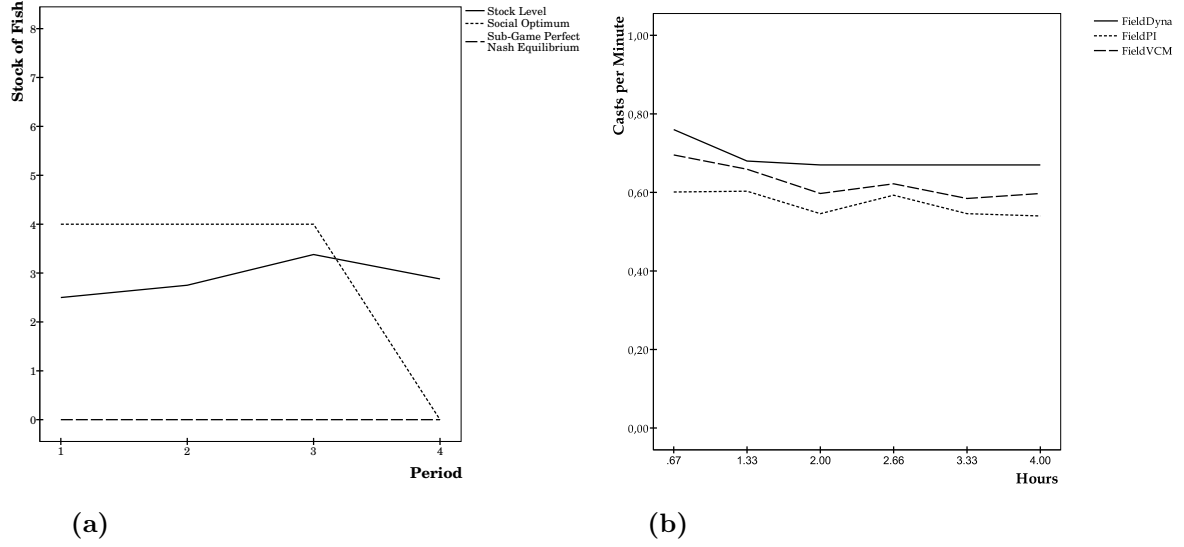 Stock of Fish
8
7
6
5
4
3
2
1
0
1
2
3
4
Period
Stock Level
Social Optimum
Sub-Game Perfect
Nash Equilibrium
(a)
Casts per Minute
1,00
0,80
0,60
0,40
0,20
0,00
.67
1.33
2.00
2.66
3.33
4.00
Hours
FieldDyna
FieldPI
FieldVCM
(b)